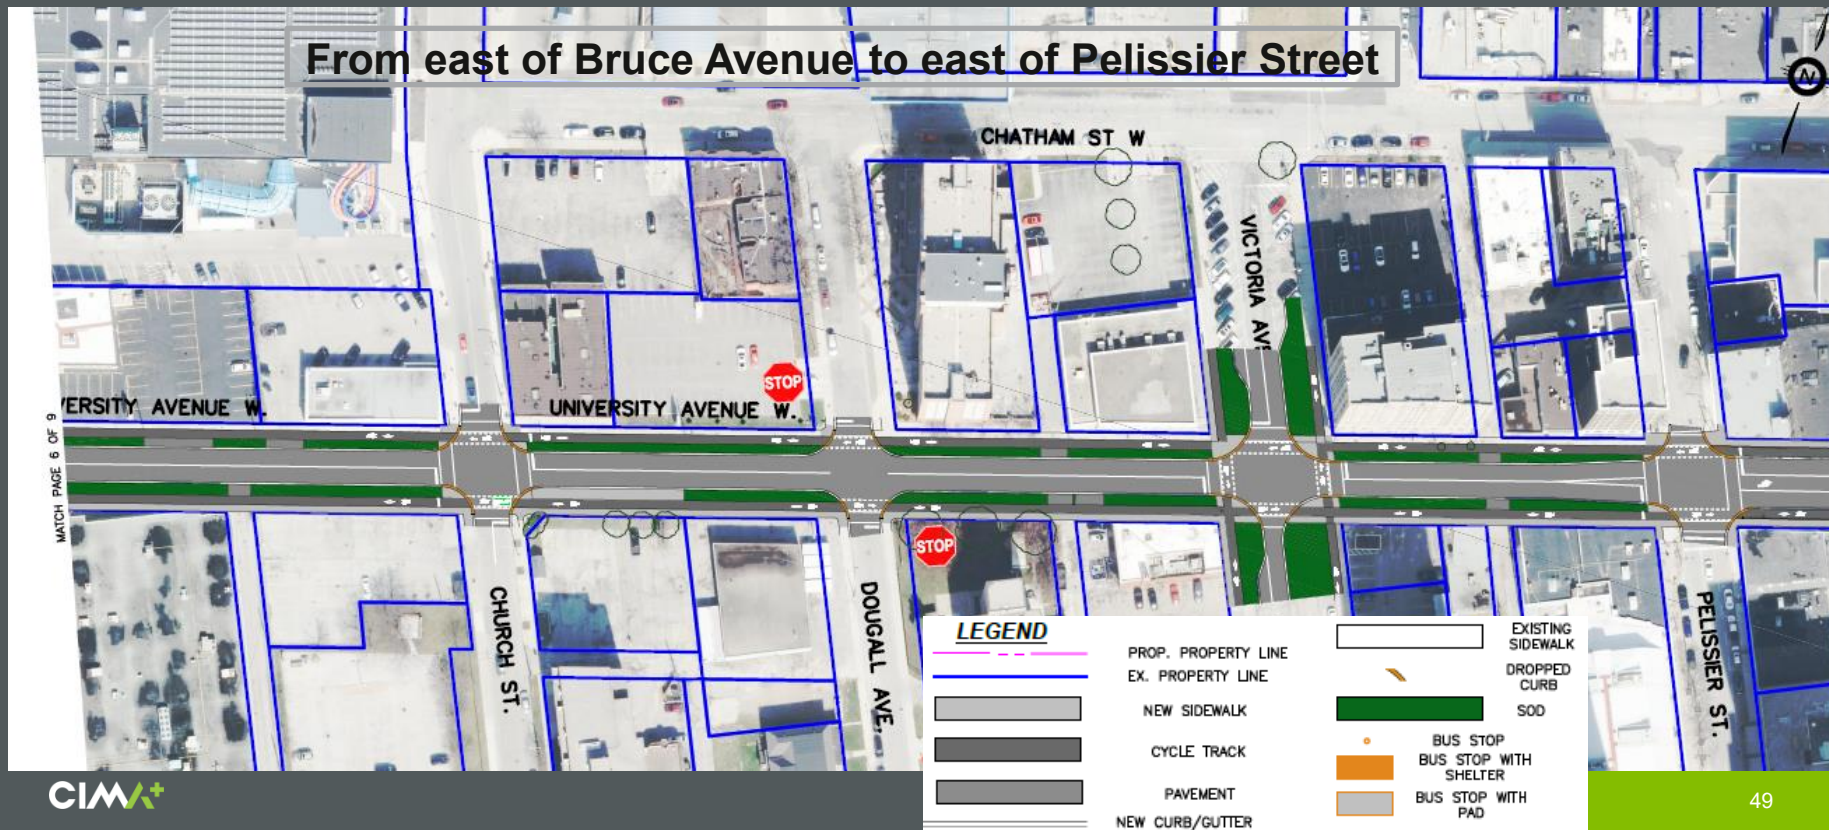 From east of Bruce Avenue to east of Pelissier Street
N
CHATHAM ST W
VICTORIA AVE
STOP
VERSITY AVENUE W.
UNIVERSITY AVENUE W.
MATCH PAGE 6 OF 9
STOP
CHURCH ST.
DOUGALL AVE.
PELISSIER ST.
LEGEND
PROP. PROPERTY LINE
EX. PROPERTY LINE
NEW SIDEWALK
CYCLE TRACK
PAVEMENT
NEW CURB/GUTTER
EXISTING
SIDEWALK
DROPPED
CURB
SOD
BUS STOP
BUS STOP WITH
SHELTER
BUS STOP WITH
PAD
CIMA+
49